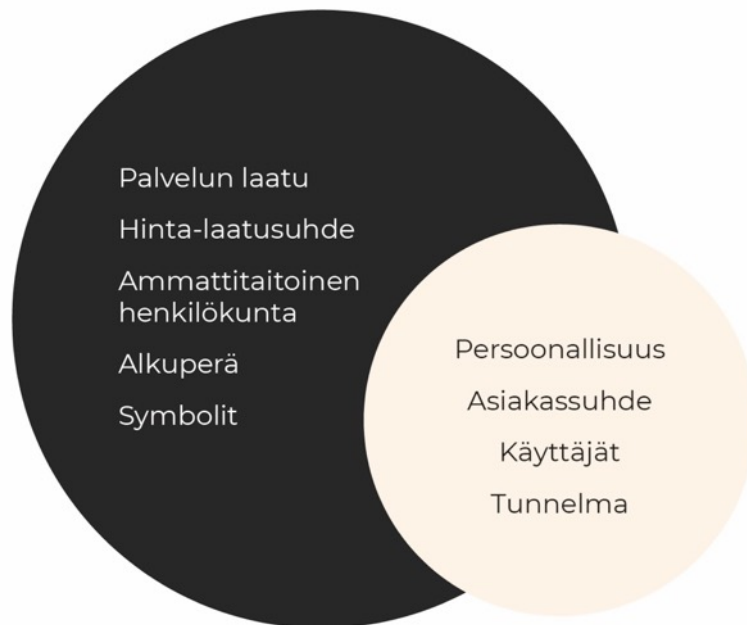 Palvelun laatu
Hinta-laatusuhde
Ammattitaitoinen
henkilökunta
Alkuperä
Symbolit
Persoonallisuus
Asiakassuhde
Käyttäjät
Tunnelma